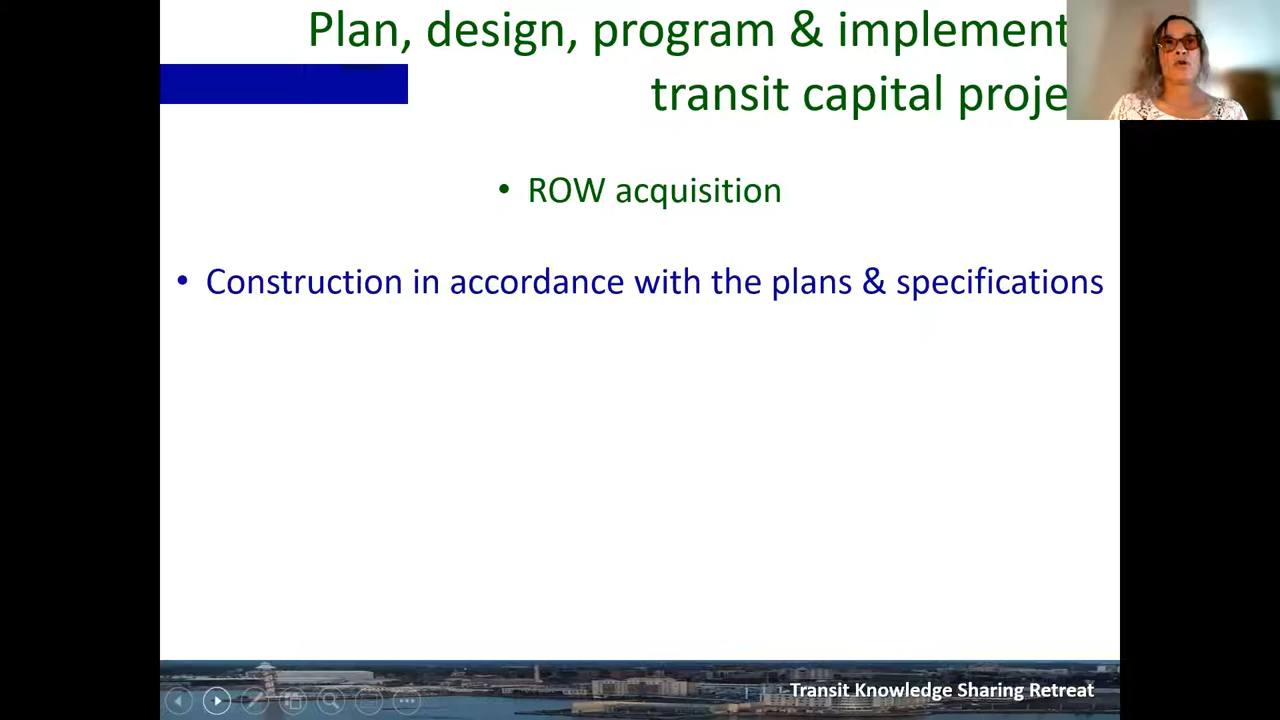 Plan, design, program & implement
transit capital proje
• ROW acquisition
• Construction in accordance with the plans & specifications
Transit Knowledge Sharing Retreat